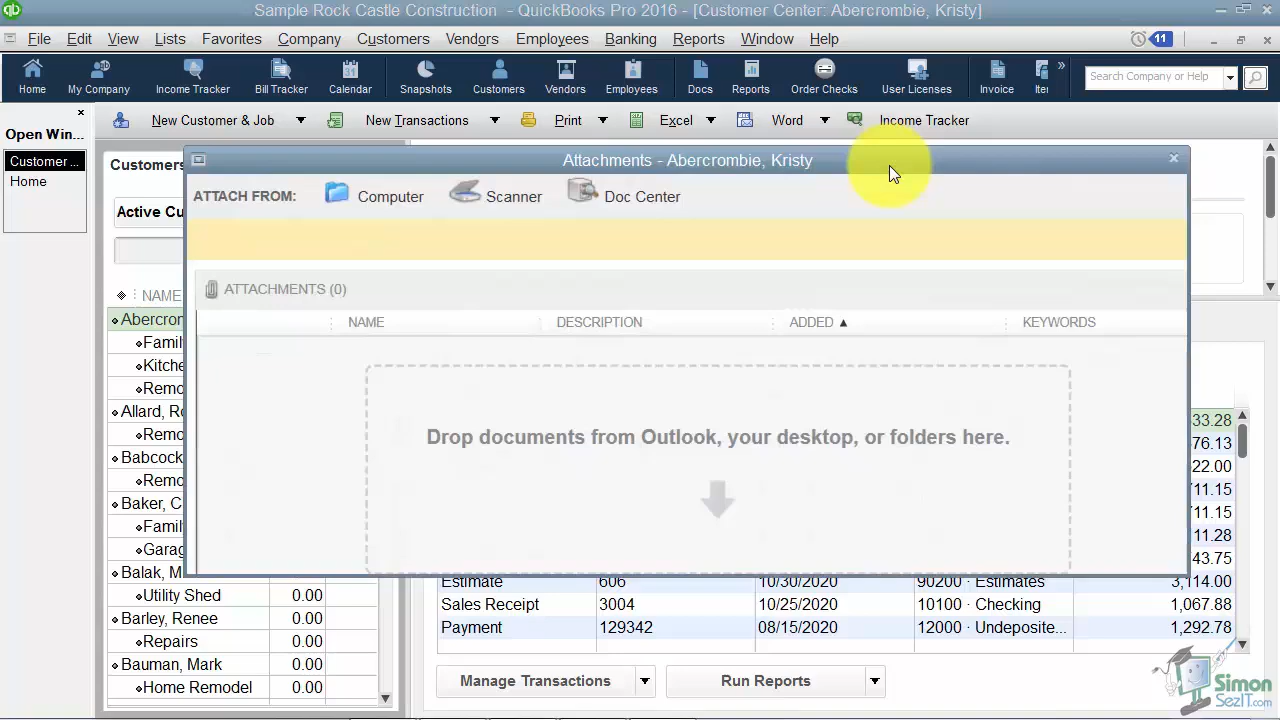 Sample Rock Castle Construction - QuickBooks Pro 2016 - [Customer Center: Abercrombie, Kristy]
File Edit View Lists Favorites Company Customers Vendors Employees Banking Reports Window Help 11
Home My Company Income Tracker Bill Tracker Calendar Snapshots Customers Vendors Employees Docs Reports Order Checks User Licenses Invoice Iter » Search Company or Help
New Customer & Job New Transactions Print Excel Word Income Tracker
Open Win...
Customer ...
Home
Customers
Attachments - Abercrombie, Kristy
ATTACH FROM: Computer Scanner Doc Center
Active Cu
ATTACHMENTS (0)
NAME
NAME DESCRIPTION ADDED KEYWORDS
Drop documents from Outlook, your desktop, or folders here.
Abercror
Famil
Kitche
Remo
Allard, Ro
Remo
Babcock
Remo
Baker, C
Famil
Garag
Balak, M
Utility Shed 0.00
Barley, Renee 0.00
Repairs 0.00
Bauman, Mark 0.00
Home Remodel 0.00
33.28
76.13
22.00
711.15
711.15
11.28
43.75
Estimate 606 10/30/2020 90200 · Estimates 3,114.00
Sales Receipt 3004 10/25/2020 10100 · Checking 1,067.88
Payment 129342 08/15/2020 12000 · Undeposite... 1,292.78
Manage Transactions Run Reports
Simon
SezIT.com